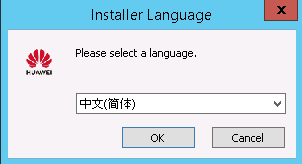 Installer Language
x
Please select a language.
HUAWEI
中文(简体)
OK
Cancel